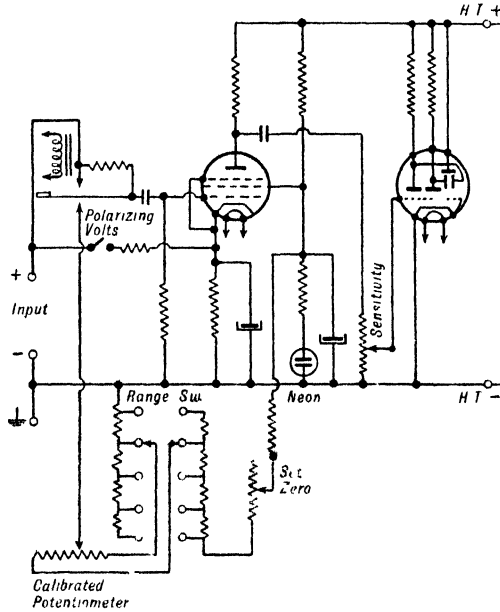 HT +
Polarizing
Volts
+
Input
-
Sensitivity
Range Sw
Neon
HT -
Set
Zero
Calibrated
Potentiometer